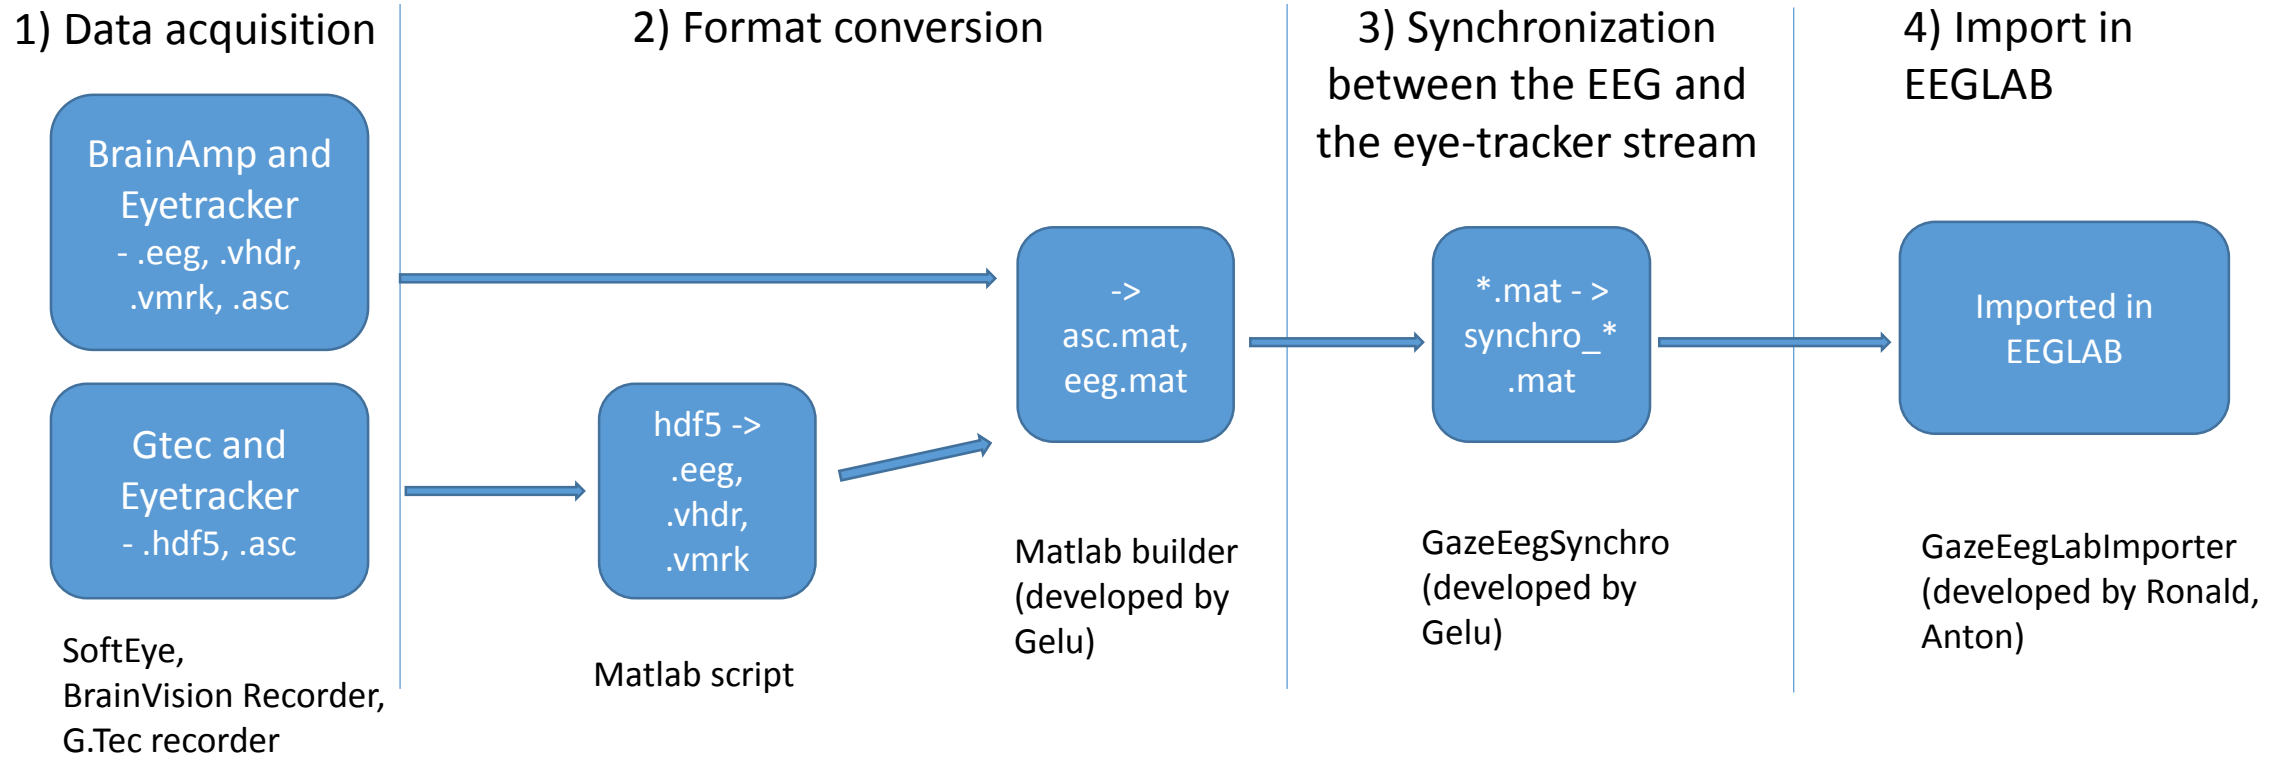 1) Data acquisition
2) Format conversion
3) Synchronization
between the EEG and
the eye-tracker stream
4) Import in
EEGLAB
BrainAmp and
Eyetracker
- .eeg, .vhdr,
.vmrk, .asc
Gtec and
Eyetracker
- .hdf5, .asc
SoftEye,
BrainVision Recorder,
G.Tec recorder
hdf5 ->
.eeg,
.vhdr,
.vmrk
Matlab script
->
asc.mat,
eeg.mat
Matlab builder
(developed by
Gelu)
*.mat - >
synchro_*
.mat
GazeEegSynchro
(developed by
Gelu)
Imported in
EEGLAB
GazeEegLabImporter
(developed by Ronald,
Anton)